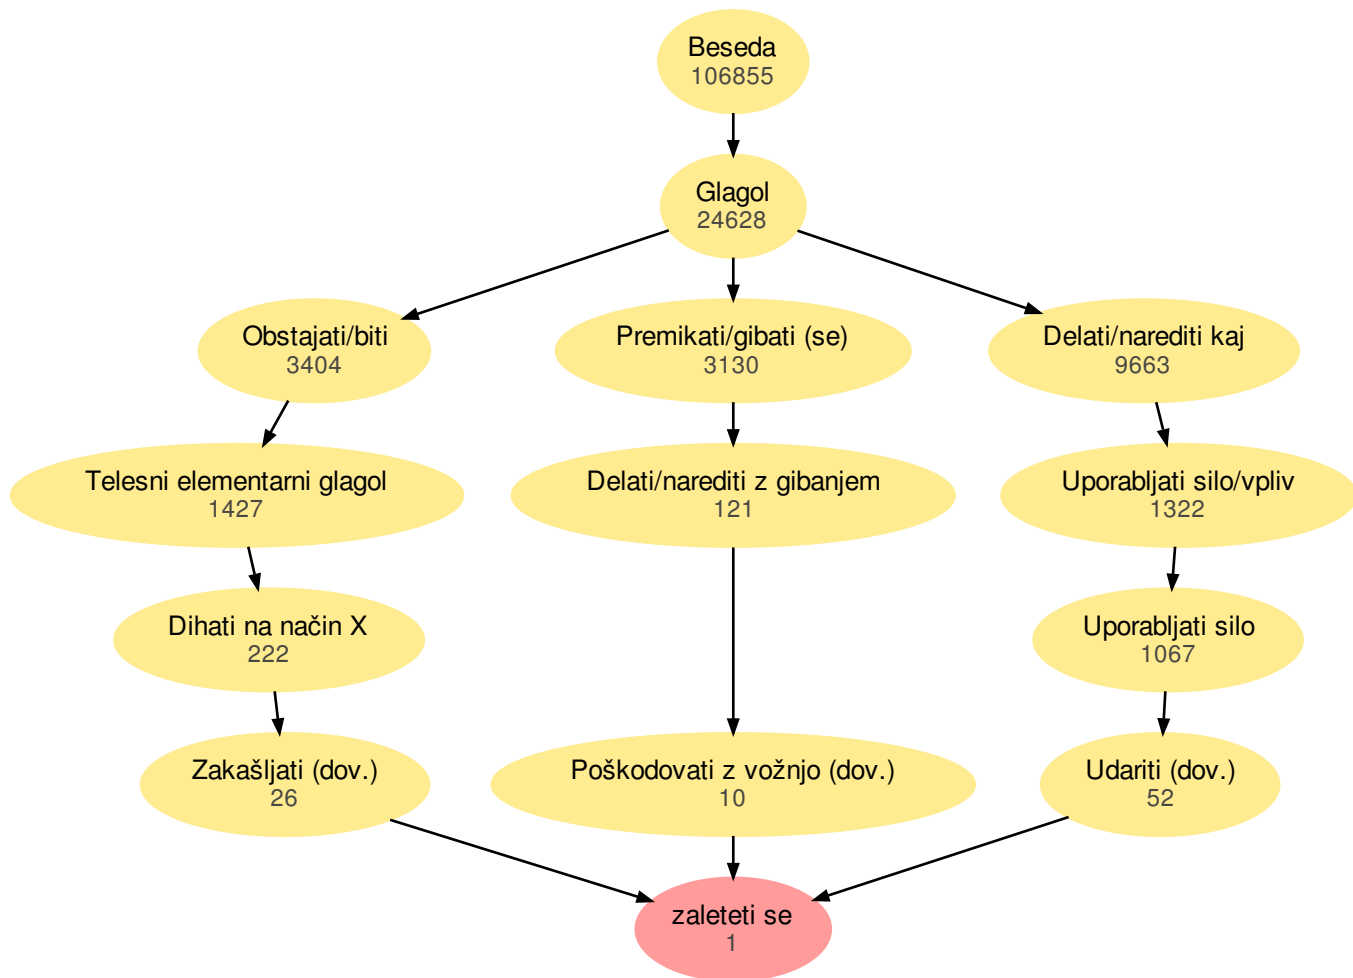 Beseda
106855
Glagol
24628
Obstajati/biti
3404
Premikati/gibati (se)
3130
Delati/narediti kaj
9663
Telesni elementarni glagol
1427
Delati/narediti z gibanjem
121
Uporabljati silo/vpliv
1322
Dihati na način X
222
Uporabljati silo
1067
Zakašljati (dov.)
26
Poškodovati z vožnjo (dov.)
10
Udariti (dov.)
52
zaleteti se
1